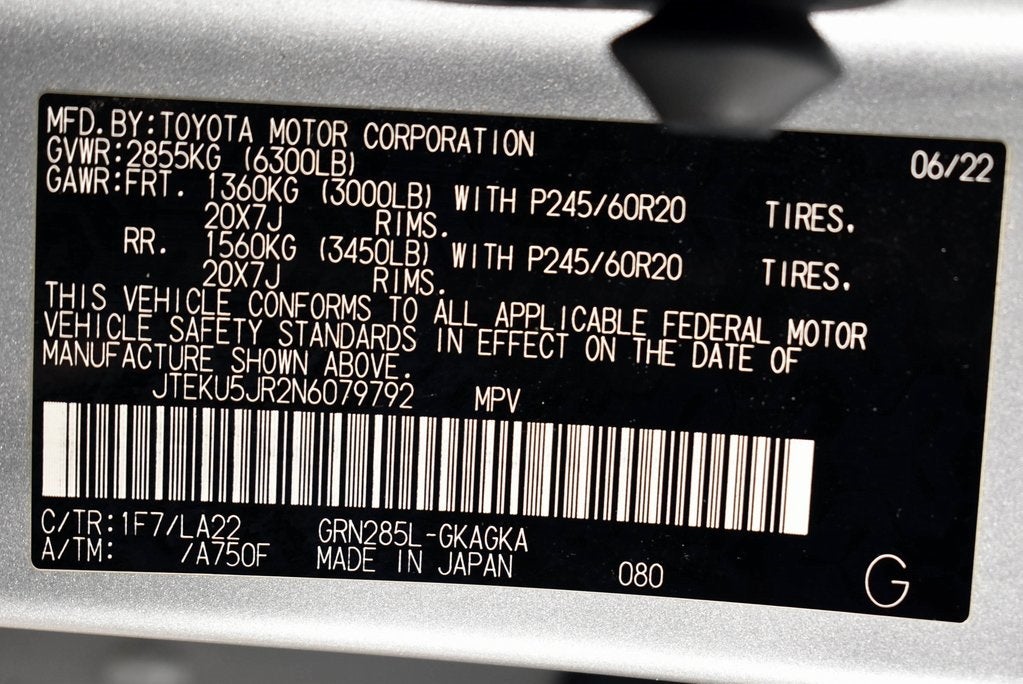 MFD. BY:TOYOTA MOTOR CORPORATION 06/22
GVWR:2855KG (6300LB)
GAWR:FRT. 1360KG (3000LB) WITH P245/60R20 TIRES.
20X7J RIMS.
RR. 1560KG (3450LB) WITH P245/60R20 TIRES.
20X7J RIMS.
THIS VEHICLE CONFORMS TO ALL APPLICABLE FEDERAL MOTOR
VEHICLE SAFETY STANDARDS IN EFFECT ON THE DATE OF
MANUFACTURE SHOWN ABOVE.
JTEKU5JR2N6079792 MPV
C/TR:1F7/LA22 GRN285L-GKAGKA
A/TM: /A750F MADE IN JAPAN 080 G